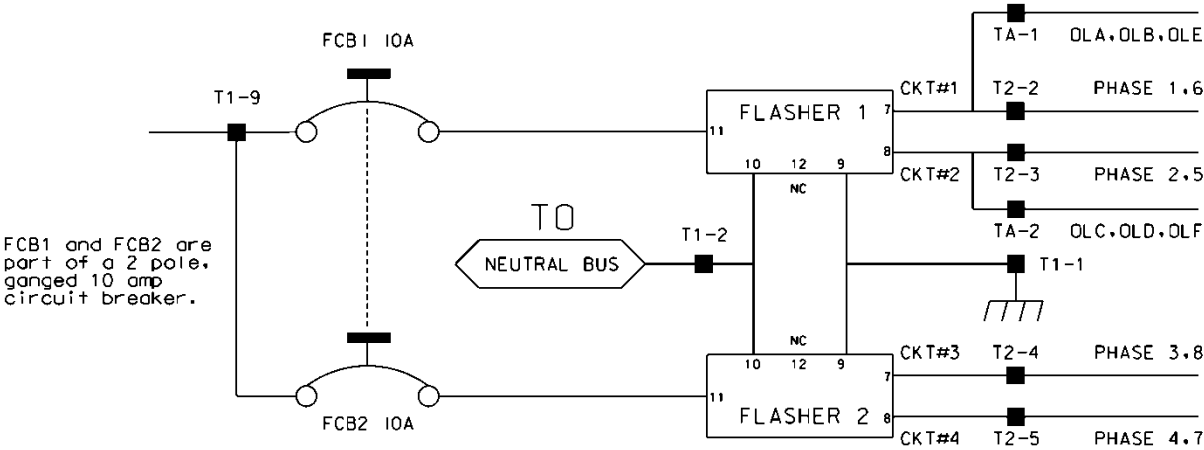 TA-1 OLA,OLB,OLE
FCB1 10A
T1-9
CKT#1 T2-2 PHASE 1,6
FLASHER 1
7
11
8
10 12 9
NC
CKT#2 T2-3 PHASE 2,5
TO
NEUTRAL BUS
T1-2
TA-2 OLC,OLD,OLF
T1-1
FCB1 and FCB2 are
part of a 2 pole,
ganged 10 amp
circuit breaker.
NC
10 12 9
CKT#3 T2-4 PHASE 3,8
7
11
FLASHER 2
8
FCB2 10A
CKT#4 T2-5 PHASE 4,7